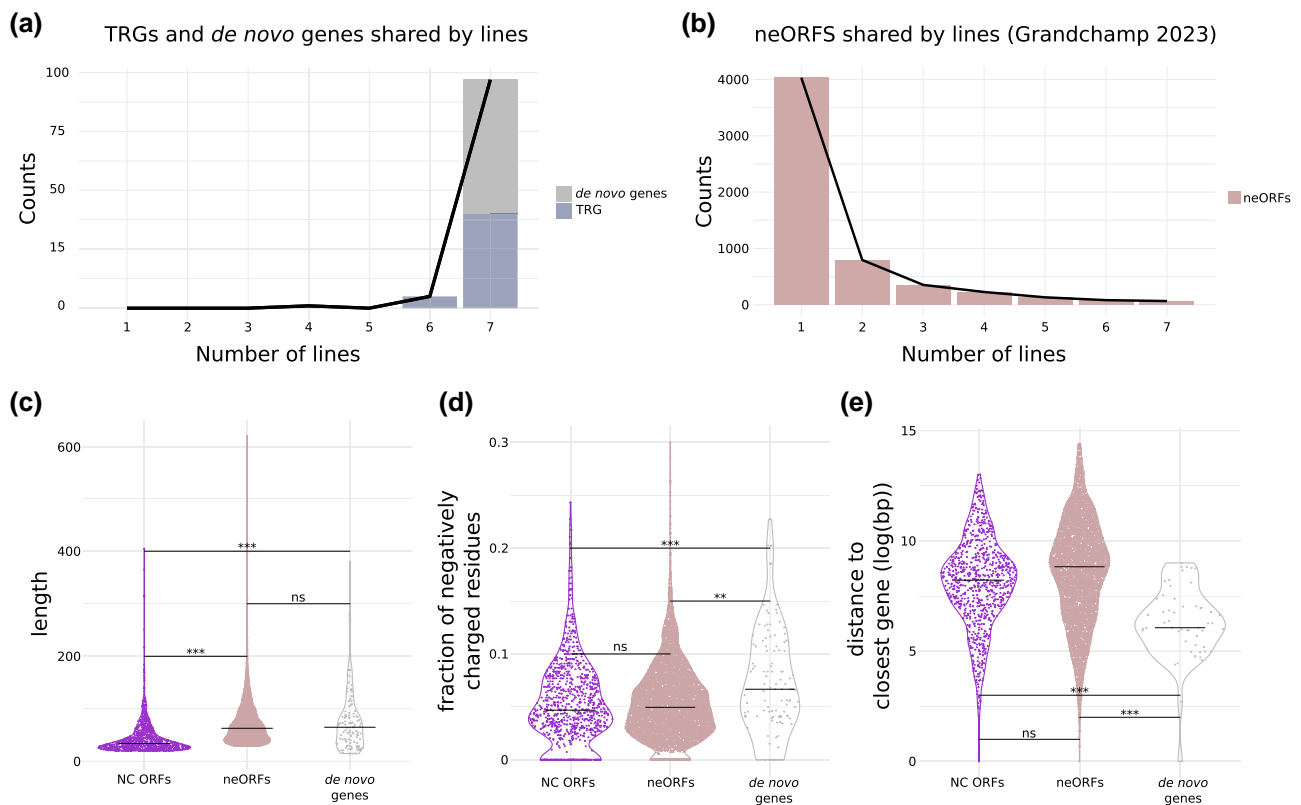 (a)
TRGs and de novo genes shared by lines
100
75
50
15
0
Counts
1 2 3 4 5 6 7
Number of lines
de novo genes
TRG
(b)
neORFS shared by lines (Grandchamp 2023)
4000
3000
2000
1000
0
Counts
1 2 3 4 5 6 7
Number of lines
neORFs
(c)
600
400
200
0
length
***
ns
***
NC ORFs
neORFs
de novo
genes
(d)
0.3
0.2
0.1
0
fraction of negatively
charged residues
***
**
ns
NC ORFs
neORFs
de novo
genes
(e)
15
10
5
0
distance to
closest gene (log(bp))
***
***
ns
NC ORFs
neORFs
de novo
genes